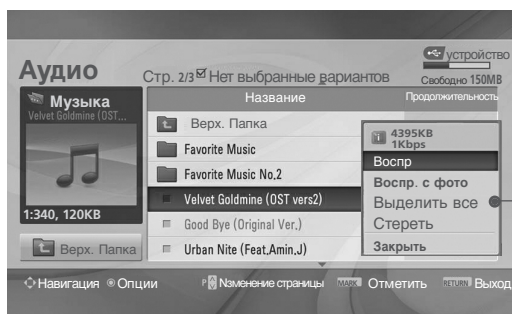 устройство
Аудио
Стр. 2/3 Нет выбранные вариантов
Свободно 150MB
Музыка
Velvet Goldmine (OST...
1:340, 120KB
Верх. Папка
Название
Продолжительность
Верх. Папка
Favorite Music
Favorite Music No.2
Velvet Goldmine (OST vers2)
Good Bye (Original Ver.)
Urban Nite (Feat.Amin.J)
4395KB
1Kbps
Воспр
Воспр. с фото
Выделить все
Стереть
Закрыть
Навигация Опции P Nзменение страницы MARK Отметить RETURN Выход